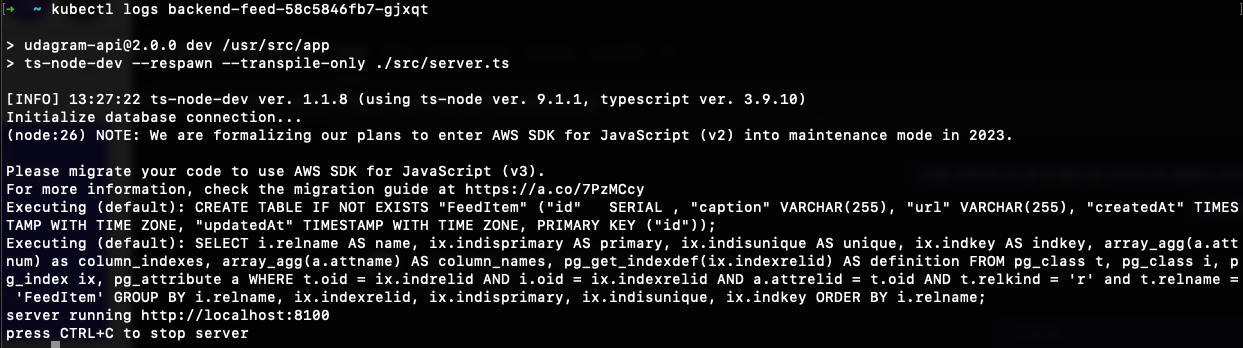 → ~ kubectl logs backend-feed-58c5846fb7-gjxqt
> udagram-api@2.0.0 dev /usr/src/app
> ts-node-dev --respawn --transpile-only ./src/server.ts
[INFO] 13:27:22 ts-node-dev ver. 1.1.8 (using ts-node ver. 9.1.1, typescript ver. 3.9.10)
Initialize database connection...
(node:26) NOTE: We are formalizing our plans to enter AWS SDK for JavaScript (v2) into maintenance mode in 2023.
Please migrate your code to use AWS SDK for JavaScript (v3).
For more information, check the migration guide at https://a.co/7PzMCcy
Executing (default): CREATE TABLE IF NOT EXISTS "FeedItem" ("id"   SERIAL , "caption" VARCHAR(255), "url" VARCHAR(255), "createdAt" TIMES
TAMP WITH TIME ZONE, "updatedAt" TIMESTAMP WITH TIME ZONE, PRIMARY KEY ("id"));
Executing (default): SELECT i.relname AS name, ix.indisprimary AS primary, ix.indisunique AS unique, ix.indkey AS indkey, array_agg(a.att
num) as column_indexes, array_agg(a.attname) AS column_names, pg_get_indexdef(ix.indexrelid) AS definition FROM pg_class t, pg_class i, p
g_index ix, pg_attribute a WHERE t.oid = ix.indrelid AND i.oid = ix.indexrelid AND a.attrelid = t.oid AND t.relkind = 'r' and t.relname =
 'FeedItem' GROUP BY i.relname, ix.indexrelid, ix.indisprimary, ix.indisunique, ix.indkey ORDER BY i.relname;
server running http://localhost:8100
press CTRL+C to stop server